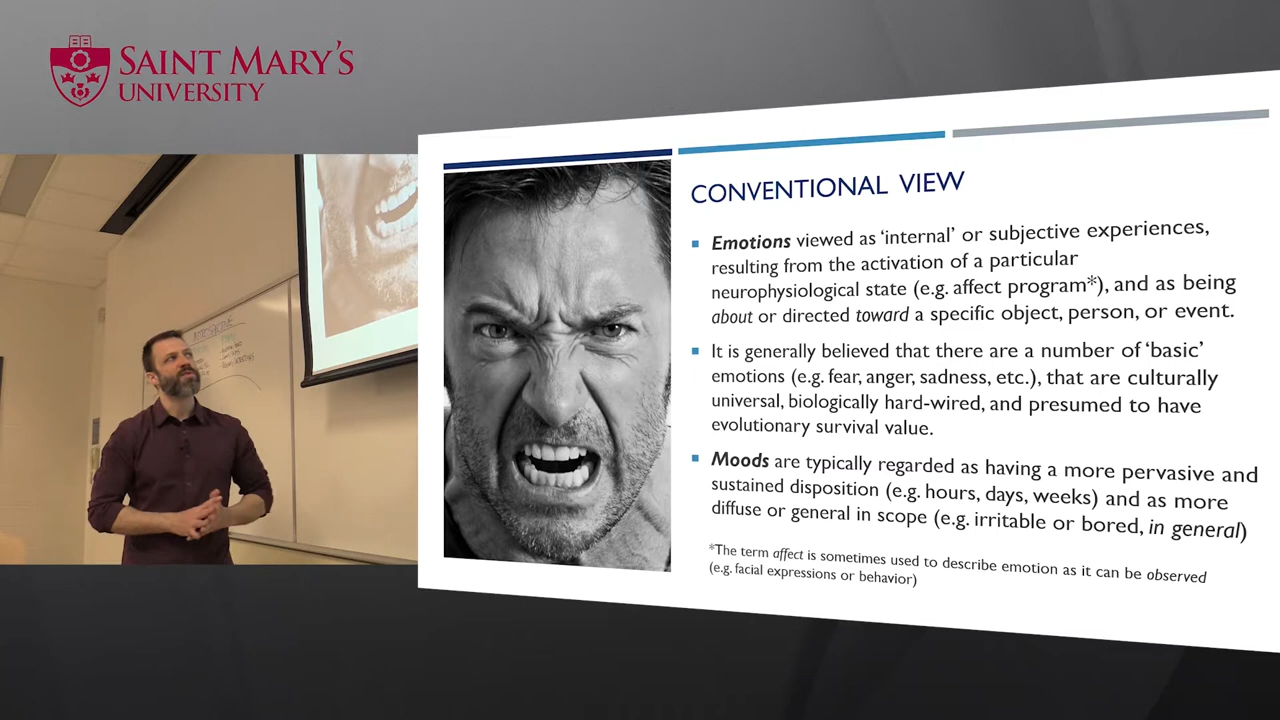 SAINT MARY'S
UNIVERSITY
CONVENTIONAL VIEW
Emotions viewed as 'internal' or subjective experiences,
resulting from the activation of a particular
neurophysiological state (e.g. affect program*), and as being
about or directed toward a specific object, person, or event.
It is generally believed that there are a number of 'basic'
emotions (e.g. fear, anger, sadness, etc.), that are culturally
universal, biologically hard-wired, and presumed to have
evolutionary survival value.
Moods are typically regarded as having a more pervasive and
sustained disposition (e.g. hours, days, weeks) and as more
diffuse or general in scope (e.g. irritable or bored, in general)
*The term affect is sometimes used to describe emotion as it can be observed
(e.g. facial expressions or behavior)